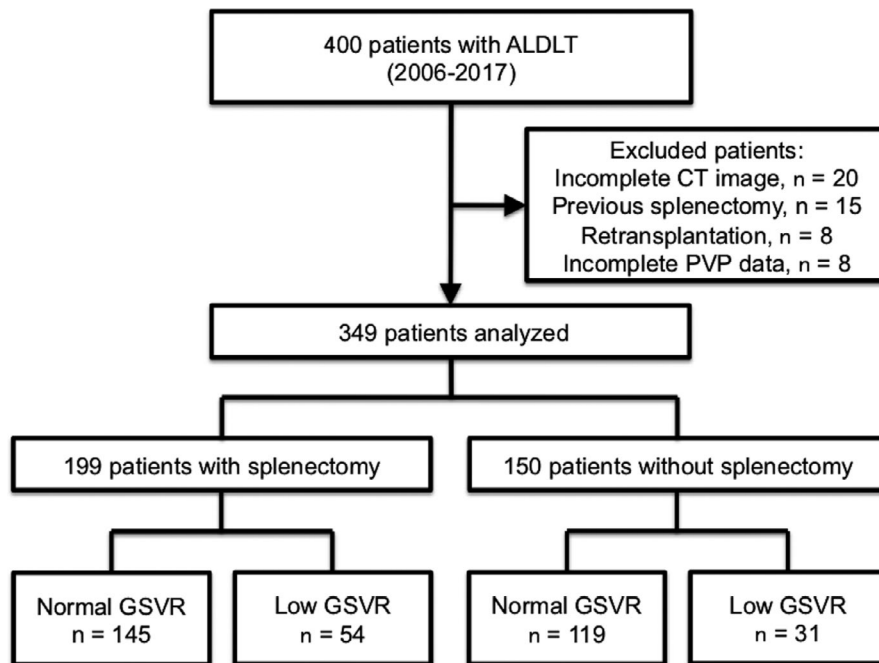 400 patients with ALDLT
(2006-2017)
Excluded patients:
Incomplete CT image, n = 20
Previous splenectomy, n = 15
Retransplantation, n = 8
Incomplete PVP data, n = 8
349 patients analyzed
199 patients with splenectomy
150 patients without splenectomy
Normal GSVR
n = 145
Low GSVR
n = 54
Normal GSVR
n = 119
Low GSVR
n = 31